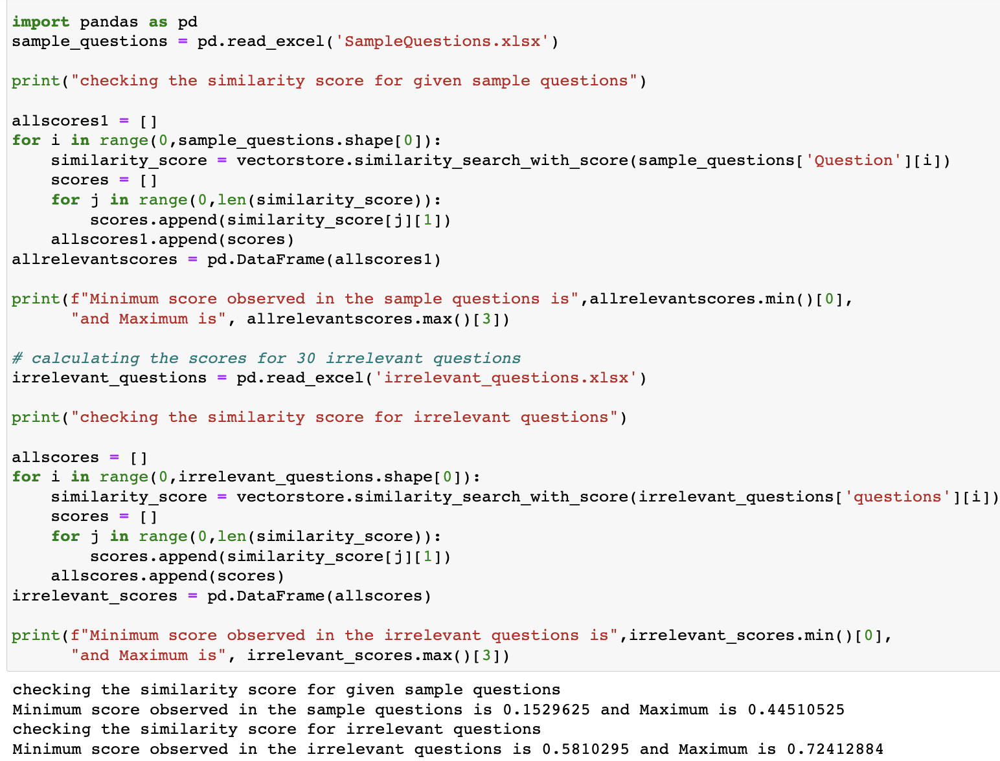 import pandas as pd
sample_questions = pd.read_excel('SampleQuestions.xlsx')

print("checking the similarity score for given sample questions")

allscores1 = []
for i in range(0,sample_questions.shape[0]):
    similarity_score = vectorstore.similarity_search_with_score(sample_questions['Question'][i])
    scores = []
    for j in range(0,len(similarity_score)):
        scores.append(similarity_score[j][1])
    allscores1.append(scores)
allrelevantscores = pd.DataFrame(allscores1)

print(f"Minimum score observed in the sample questions is",allrelevantscores.min()[0],
      "and Maximum is", allrelevantscores.max()[3])

# calculating the scores for 30 irrelevant questions
irrelevant_questions = pd.read_excel('irrelevant_questions.xlsx')

print("checking the similarity score for irrelevant questions")

allscores = []
for i in range(0,irrelevant_questions.shape[0]):
    similarity_score = vectorstore.similarity_search_with_score(irrelevant_questions['questions'][i])
    scores = []
    for j in range(0,len(similarity_score)):
        scores.append(similarity_score[j][1])
    allscores.append(scores)
irrelevant_scores = pd.DataFrame(allscores)

print(f"Minimum score observed in the irrelevant questions is",irrelevant_scores.min()[0],
      "and Maximum is", irrelevant_scores.max()[3])

checking the similarity score for given sample questions
Minimum score observed in the sample questions is 0.1529625 and Maximum is 0.44510525
checking the similarity score for irrelevant questions
Minimum score observed in the irrelevant questions is 0.5810295 and Maximum is 0.72412884